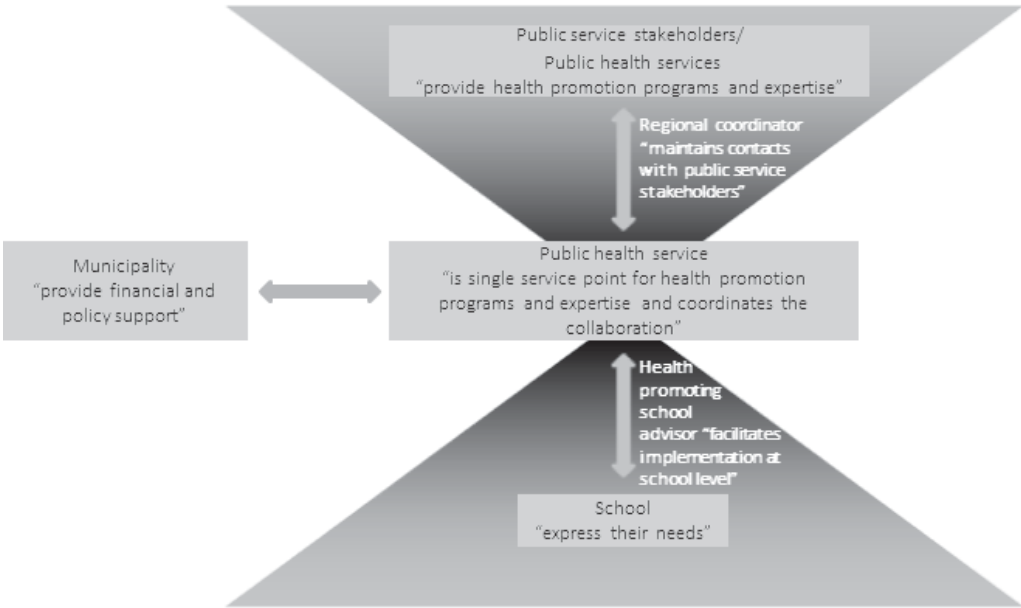 Public service stakeholders/
Public health services
“provide health promotion programs and expertise”
Regional coordinator
“maintains contacts
with public service
stakeholders”
Municipality
“provide financial and
policy support”
Public health service
“is single service point for health promotion
programs and expertise and coordinates the
collaboration”
Health
promoting
school
advisor “facilitates
implementation at
school level”
School
“express their needs”